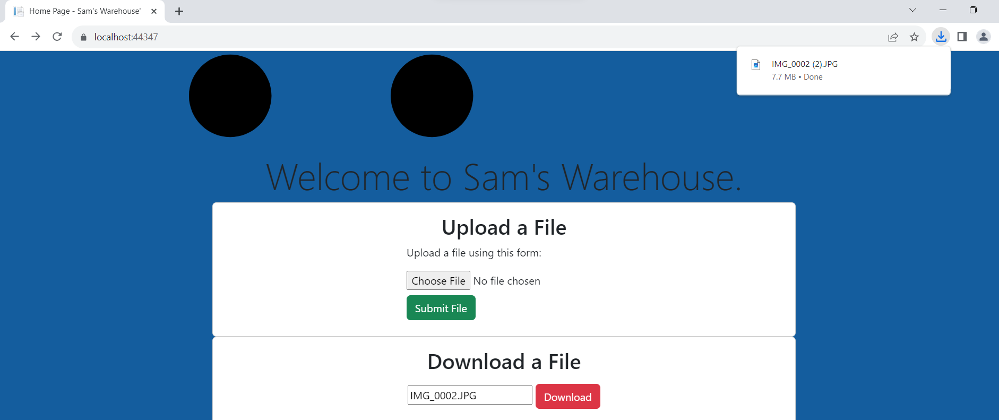 Home Page - Sam's Warehouse'
localhost:44347
IMG_0002 (2).JPG
7.7 MB • Done
Welcome to Sam's Warehouse.
Upload a File
Upload a file using this form:
Choose File No file chosen
Submit File
Download a File
IMG_0002.JPG Download